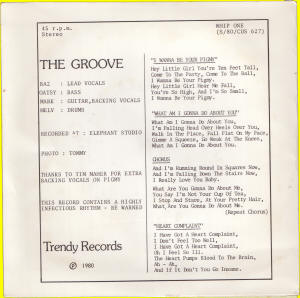 45 r.p.m.
Stereo
WHIP ONE
(S/80/CUS 627)
THE GROOVE
BAZ : LEAD VOCALS
DAISY : BASS
MARK : GUITAR, BACKING VOCALS
MELV : DRUMS
RECORDED AT : ELEPHANT STUDIO
PHOTO : TOMMY
THANKS TO TIM MAHER FOR EXTRA
BACKING VOCALS ON PIGMY
THIS RECORD CONTAINS A HIGHLY
INFECTIOUS RHYTHM - BE WARNED
Trendy Records
℗ 1980
"I WANNA BE YOUR PIGMY"
Hey Little Girl You're Ten Feet Tall,
Come To The Party, Come To The Ball,
I Wanna Be Your Pigmy.
Hey Little Girl Hear Me Fall,
You're So High, And I'm So Small,
I Wanna Be Your Pigmy.
"WHAT AM I GONNA DO ABOUT YOU"
What Am I Gonna Do About You,
I'm Falling Head Over Heels Over You,
Walk In The Place, Fall Flat On My Face,
Gimme A Squeeze, Go Weak At The Knees,
What Am I Gonna Do About You.
CHORUS
And I'm Running Round In Squares Now,
And I'm Falling Down The Stairs Now,
I Really Love You Baby.
What Are You Gonna Do About Me,
You Say I'm Not Your Cup Of Tea,
I Stop And Stare, At Your Pretty Hair,
What Are You Gonna Do About Me.
(Repeat Chorus)
"HEART COMPLAINT"
I Have Got A Heart Complaint,
I Don't Feel Too Well,
I Have Got A Heart Complaint,
Oh I Feel So Ill.
The Heart Pumps Blood To The Brain,
Ah - Ah,
And If It Don't You Go Insane.